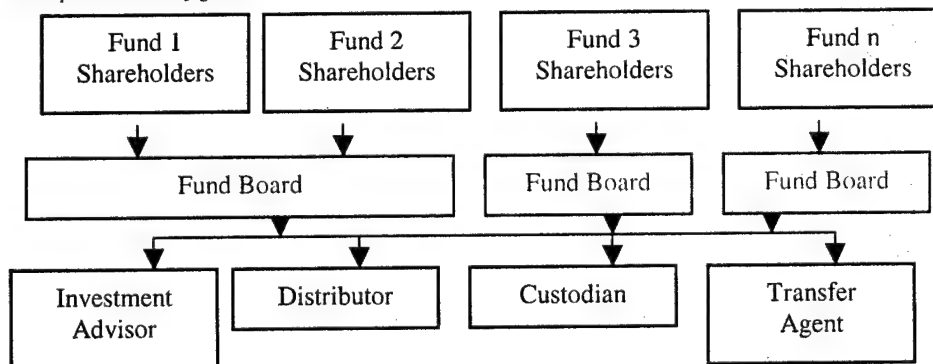 Fund 1
Shareholders
Fund 2
Shareholders
Fund 3
Shareholders
Fund n
Shareholders
Fund Board
Fund Board
Fund Board
Investment
Advisor
Distributor
Custodian
Transfer
Agent